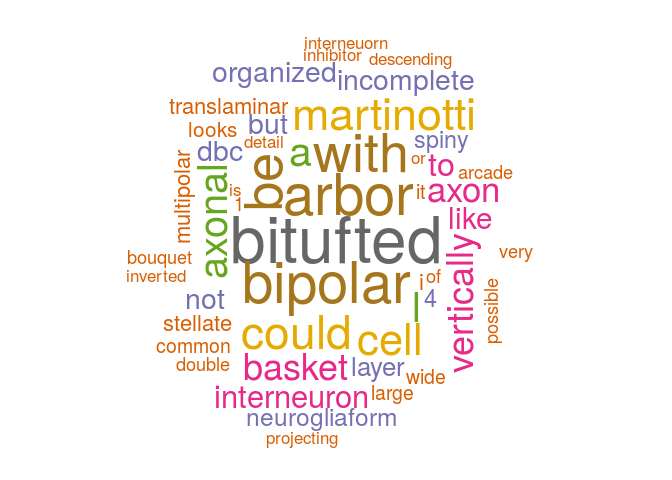 interneuorn
inhibitor
descending
organized
incomplete
translaminar
martinotti
looks
but
spiny
detail
dbc
a
with
or
to
multipolar
axonal
be
arbor
it
axon
arcade
is
1
like
bitufted
vertically
very
bouquet
inverted
bipolar
i
of
not
l
4
possible
stellate
could
cell
common
double
basket
layer
wide
interneuron
large
neurogliaform
projecting